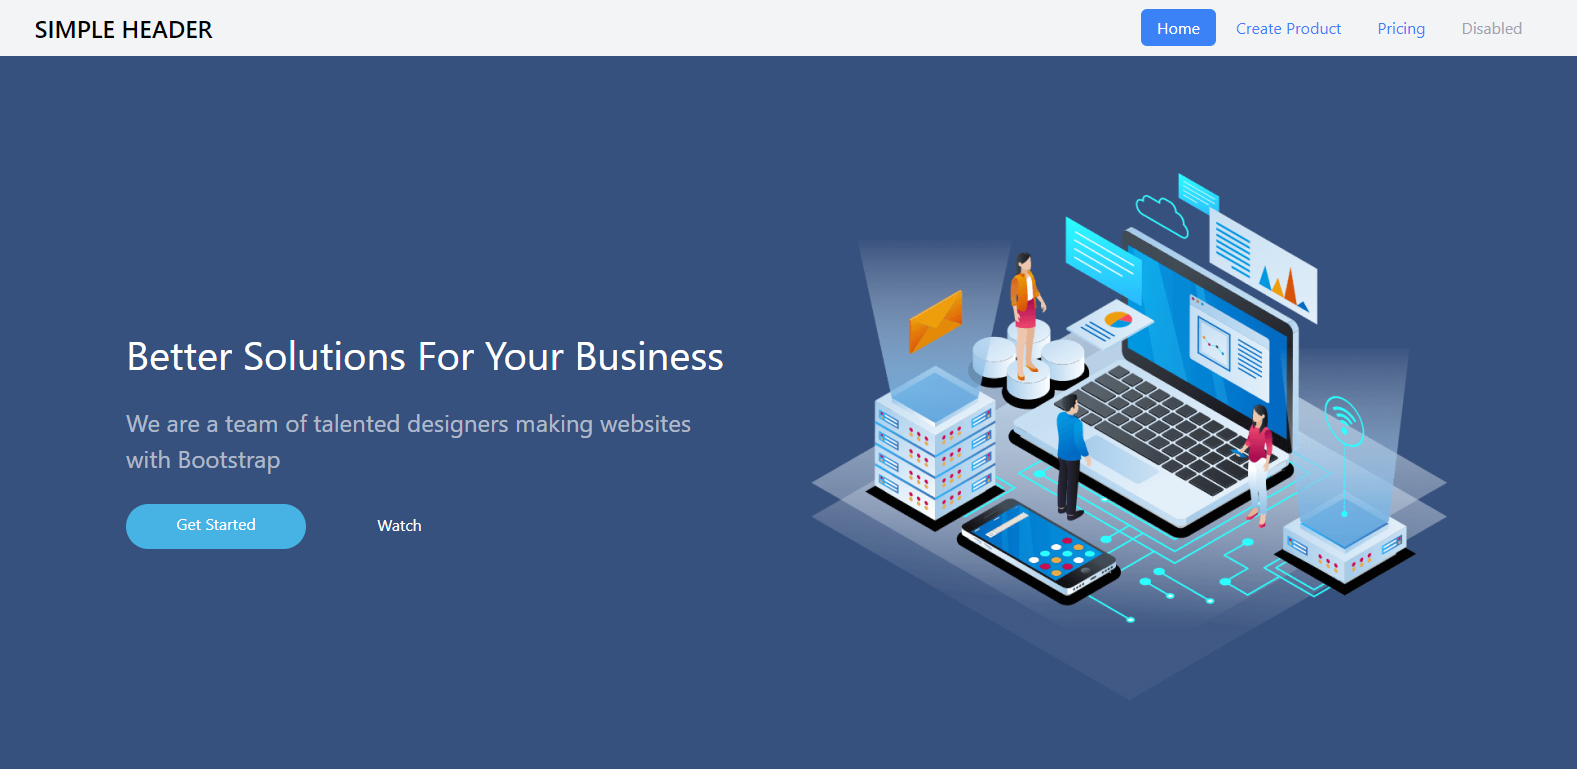 SIMPLE HEADER
Home
Create Product
Pricing
Disabled
Better Solutions For Your Business
We are a team of talented designers making websites
with Bootstrap
Get Started
Watch